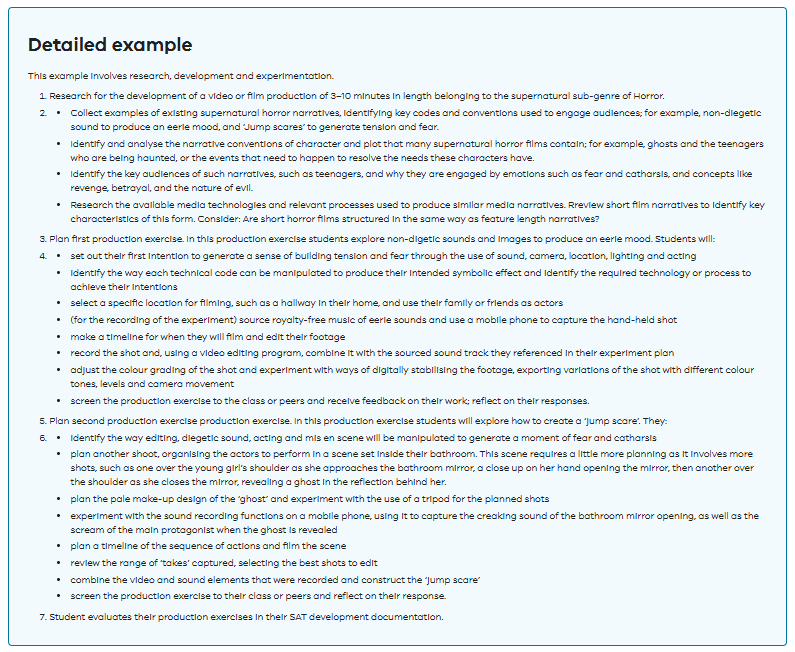 Detailed example
This example involves research, development and experimentation.
1. Research for the development of a video or film production of 3–10 minutes in length belonging to the supernatural sub-genre of Horror.
2. • Collect examples of existing supernatural horror narratives, identifying key codes and conventions used to engage audiences; for example, non-diegetic
sound to produce an eerie mood, and 'Jump scares' to generate tension and fear.
• Identify and analyse the narrative conventions of character and plot that many supernatural horror films contain; for example, ghosts and the teenagers
who are being haunted, or the events that need to happen to resolve the needs these characters have.
• Identify the key audiences of such narratives, such as teenagers, and why they are engaged by emotions such as fear and catharsis, and concepts like
revenge, betrayal, and the nature of evil.
• Research the available media technologies and relevant processes used to produce similar media narratives. Rreview short film narratives to identify key
characteristics of this form. Consider: Are short horror films structured in the same way as feature length narratives?
3. Plan first production exercise. In this production exercise students explore non-digetic sounds and images to produce an eerie mood. Students will:
4. • set out their first intention to generate a sense of building tension and fear through the use of sound, camera, location, lighting and acting
• identify the way each technical code can be manipulated to produce their intended symbolic effect and identify the required technology or process to
achieve their intentions
• select a specific location for filming, such as a hallway in their home, and use their family or friends as actors
• (for the recording of the experiment) source royalty-free music of eerie sounds and use a mobile phone to capture the hand-held shot
• make a timeline for when they will film and edit their footage
• record the shot and, using a video editing program, combine it with the sourced sound track they referenced in their experiment plan
• adjust the colour grading of the shot and experiment with ways of digitally stabilising the footage, exporting variations of the shot with different colour
tones, levels and camera movement
• screen the production exercise to the class or peers and receive feedback on their work; reflect on their responses.
5. Plan second production exercise production exercise. In this production exercise students will explore how to create a 'jump scare'. They:
6. • identify the way editing, diegetic sound, acting and mis en scene will be manipulated to generate a moment of fear and catharsis
• plan another shoot, organising the actors to perform in a scene set inside their bathroom. This scene requires a little more planning as it involves more
shots, such as one over the young girl's shoulder as she approaches the bathroom mirror, a close up on her hand opening the mirror, then another over
the shoulder as she closes the mirror, revealing a ghost in the reflection behind her.
• plan the pale make-up design of the 'ghost' and experiment with the use of a tripod for the planned shots
• experiment with the sound recording functions on a mobile phone, using it to capture the creaking sound of the bathroom mirror opening, as well as the
scream of the main protagonist when the ghost is revealed
• plan a timeline of the sequence of actions and film the scene
• review the range of 'takes' captured, selecting the best shots to edit
• combine the video and sound elements that were recorded and construct the 'jump scare'
• screen the production exercise to their class or peers and reflect on their response.
7. Student evaluates their production exercises in their SAT development documentation.